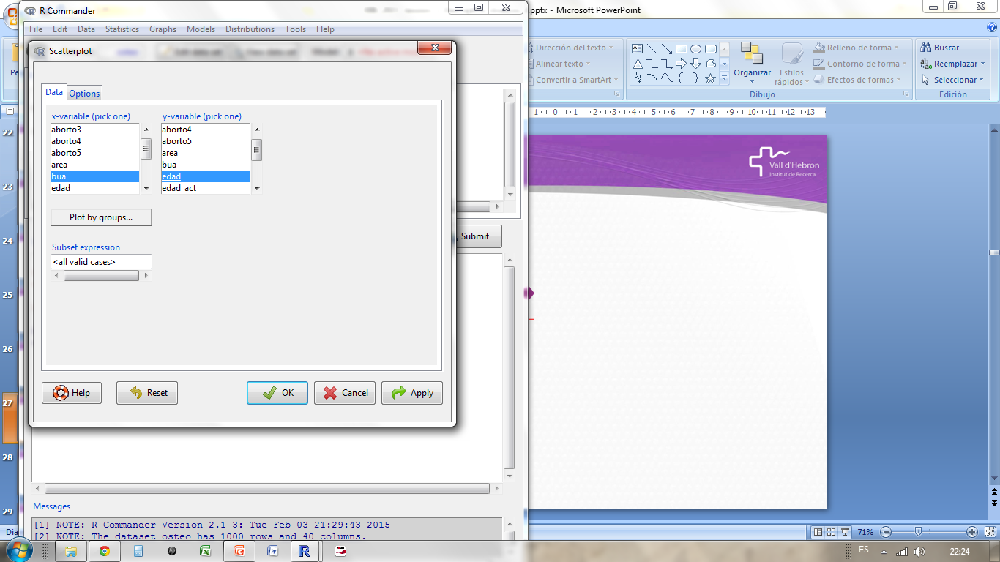 R Commander
.pptx - Microsoft PowerPoint
File Edit Data Statistics Graphs Models Distributions Tools Help
Scatterplot
Data Options
x-variable (pick one)
aborto3
aborto4
aborto5
area
bua
edad
y-variable (pick one)
aborto4
aborto5
area
bua
edad
edad_act
Plot by groups...
Subset expression
<all valid cases>
Help Reset OK Cancel Apply
Submit
Messages
[1] NOTE: R Commander Version 2.1-3: Tue Feb 03 21:29:43 2015
[2] NOTE: The dataset osteo has 1000 rows and 40 columns.
Dirección del texto
Alinear texto
Convertir a SmartArt
Organizar
Estilos
rápidos
Relleno de forma
Contorno de forma
Efectos de formas
Dibujo
Buscar
Reemplazar
Seleccionar
Edición
1 0 1 2 3 4 5 6 7 8 9 10 11 12 13
Vall d'Hebron
Institut de Recerca
22
23
24
25
26
27
28
29
71%
ES
22:24